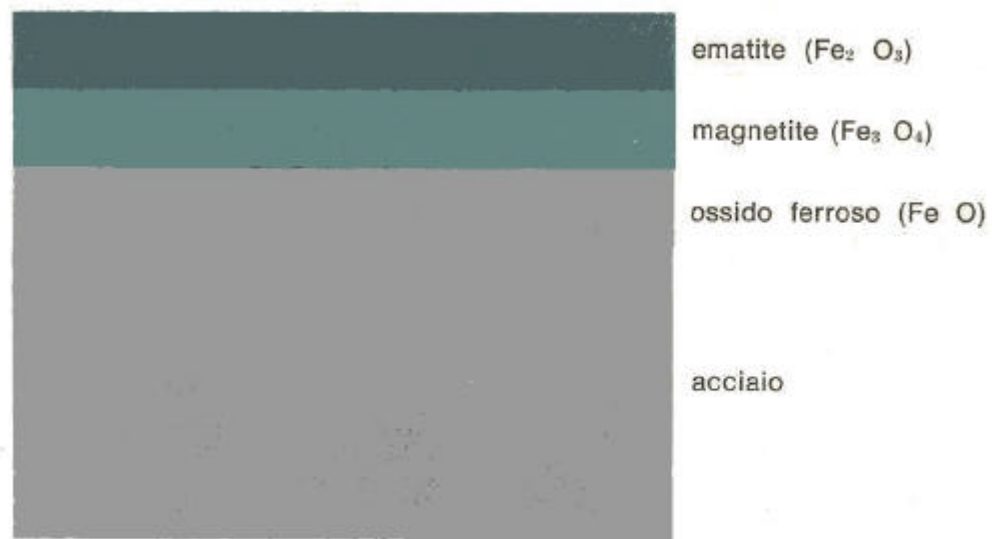 ematite (Fe₂ O₃)
magnetite (Fe₃ O₄)
ossido ferroso (Fe O)
acciaio